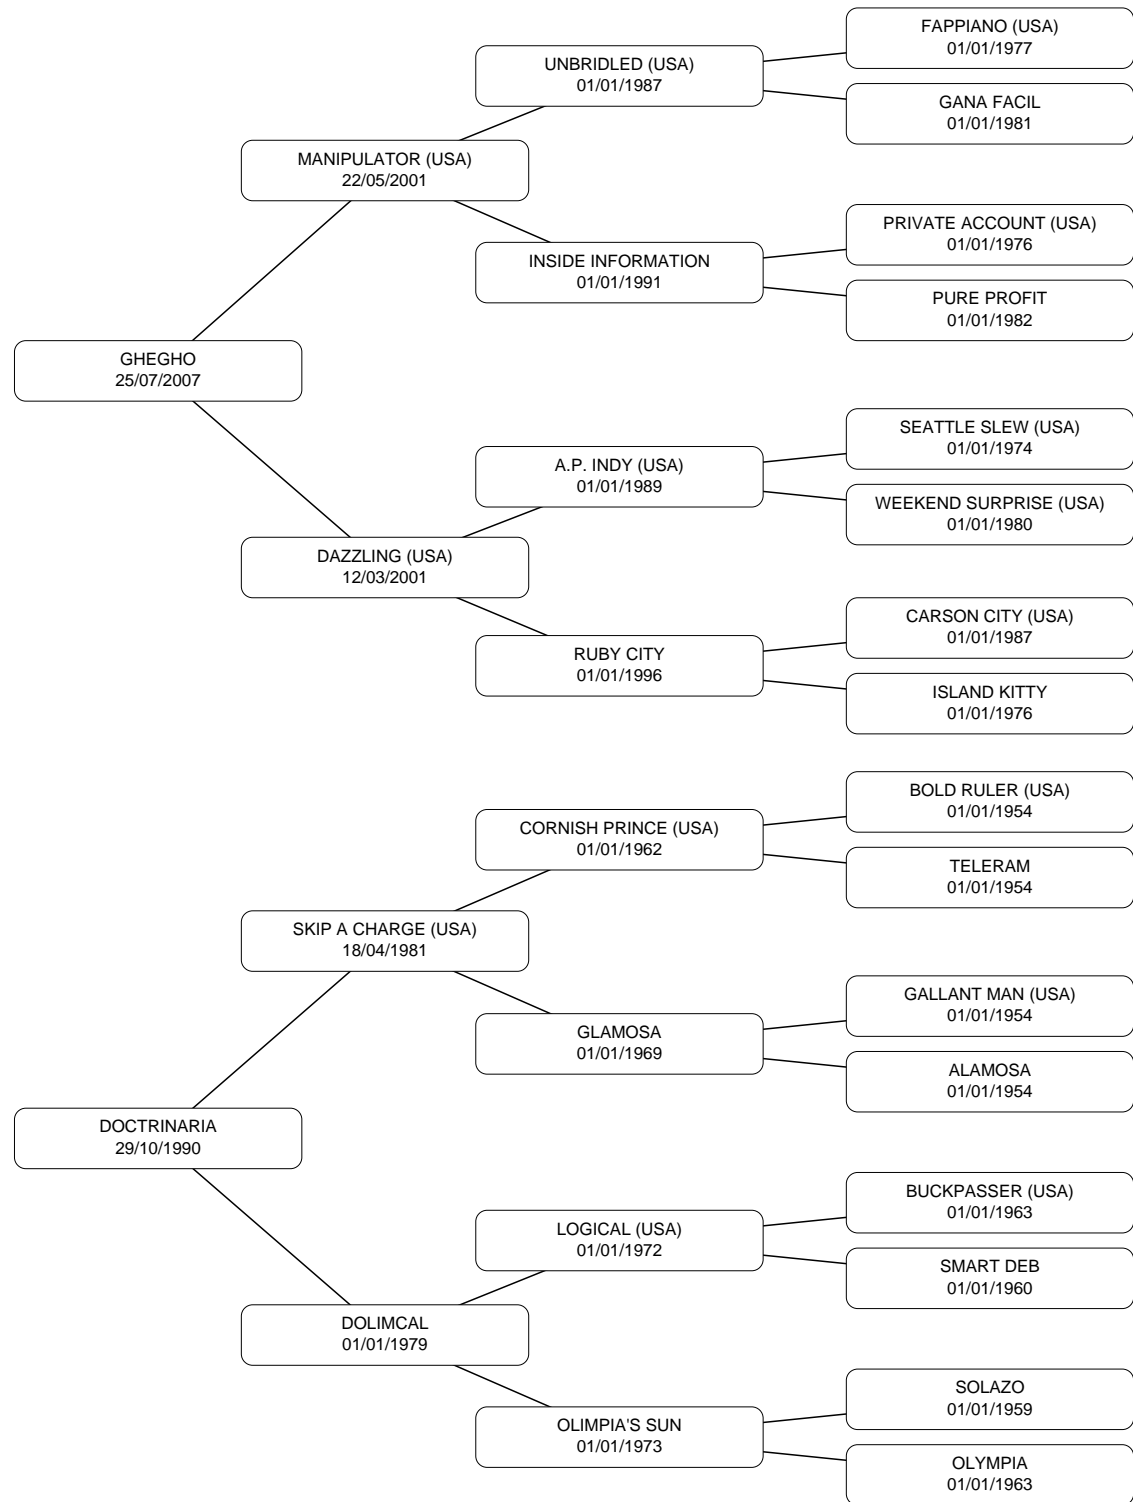 FAPPIANO (USA)
01/01/1977
UNBRIDLED (USA)
01/01/1987
GANA FACIL
01/01/1981
MANIPULATOR (USA)
22/05/2001
PRIVATE ACCOUNT (USA)
01/01/1976
INSIDE INFORMATION
01/01/1991
PURE PROFIT
01/01/1982
GHEGHO
25/07/2007
SEATTLE SLEW (USA)
01/01/1974
A.P. INDY (USA)
01/01/1989
WEEKEND SURPRISE (USA)
01/01/1980
DAZZLING (USA)
12/03/2001
CARSON CITY (USA)
01/01/1987
RUBY CITY
01/01/1996
ISLAND KITTY
01/01/1976
BOLD RULER (USA)
01/01/1954
CORNISH PRINCE (USA)
01/01/1962
TELERAM
01/01/1954
SKIP A CHARGE (USA)
18/04/1981
GALLANT MAN (USA)
01/01/1954
GLAMOSA
01/01/1969
ALAMOSA
01/01/1954
DOCTRINARIA
29/10/1990
BUCKPASSER (USA)
01/01/1963
LOGICAL (USA)
01/01/1972
SMART DEB
01/01/1960
DOLIMCAL
01/01/1979
SOLAZO
01/01/1959
OLIMPIA'S SUN
01/01/1973
OLYMPIA
01/01/1963